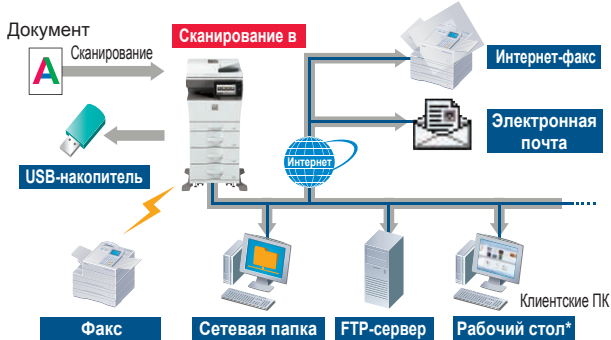 Документ
Сканирование
Сканирование в
Интернет-факс
Электронная
почта
Интернет
USB-накопитель
Клиентские ПК
Факс
Сетевая папка
FTP-сервер
Рабочий стол*